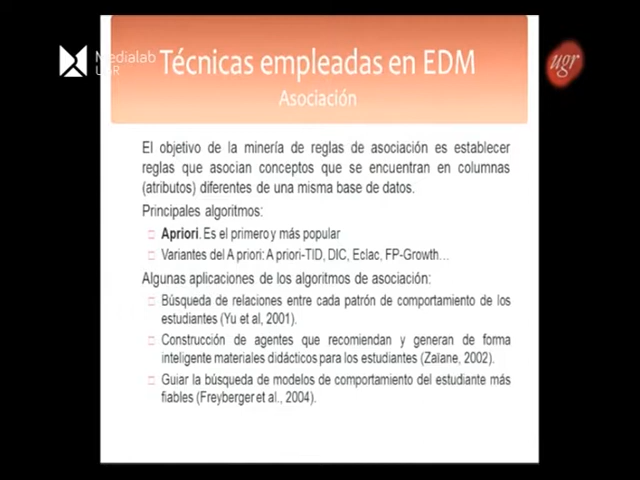 Medialab
UGR
Técnicas empleadas en EDM
ugr
Asociación
El objetivo de la minería de reglas de asociación es establecer
reglas que asocian conceptos que se encuentran en columnas
(atributos) diferentes de una misma base de datos.
Principales algoritmos:
Apriori. Es el primero y más popular
Variantes del A priori: A priori-TID, DIC, Eclac, FP-Growth…
Algunas aplicaciones de los algoritmos de asociación:
Búsqueda de relaciones entre cada patrón de comportamiento de los
estudiantes (Yu et al, 2001).
Construcción de agentes que recomiendan y generan de forma
inteligente materiales didácticos para los estudiantes (Zaïane, 2002).
Guiar la búsqueda de modelos de comportamiento del estudiante más
fiables (Freyberger et al., 2004).